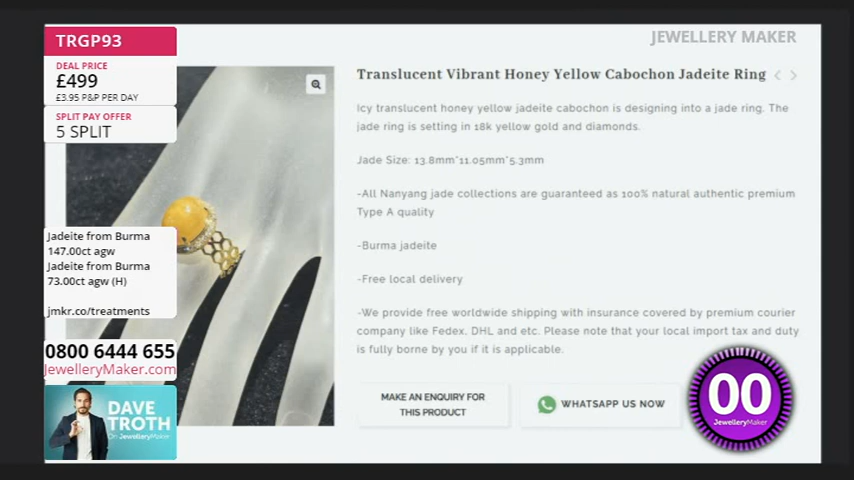 TRGP93
DEAL PRICE
£499
£3.95 P&P PER DAY
SPLIT PAY OFFER
5 SPLIT
Jadeite from Burma
147.00ct agw
Jadeite from Burma
73.00ct agw (H)
jmkr.co/treatments
0800 6444 655
JewelleryMaker.com
DAVE
TROTH
On JewelleryMaker
JEWELLERY MAKER
Translucent Vibrant Honey Yellow Cabochon Jadeite Ring
Icy translucent honey yellow jadeite cabochon is designing into a jade ring. The
jade ring is setting in 18k yellow gold and diamonds.
Jade Size: 13.8mm*11.05mm*5.3mm
-All Nanyang jade collections are guaranteed as 100% natural authentic premium
Type A quality
-Burma jadeite
-Free local delivery
-We provide free worldwide shipping with insurance covered by premium courier
company like Fedex, DHL and etc. Please note that your local import tax and duty
is fully borne by you if it is applicable.
MAKE AN ENQUIRY FOR
THIS PRODUCT
WHATSAPP US NOW
00
JewelleryMaker